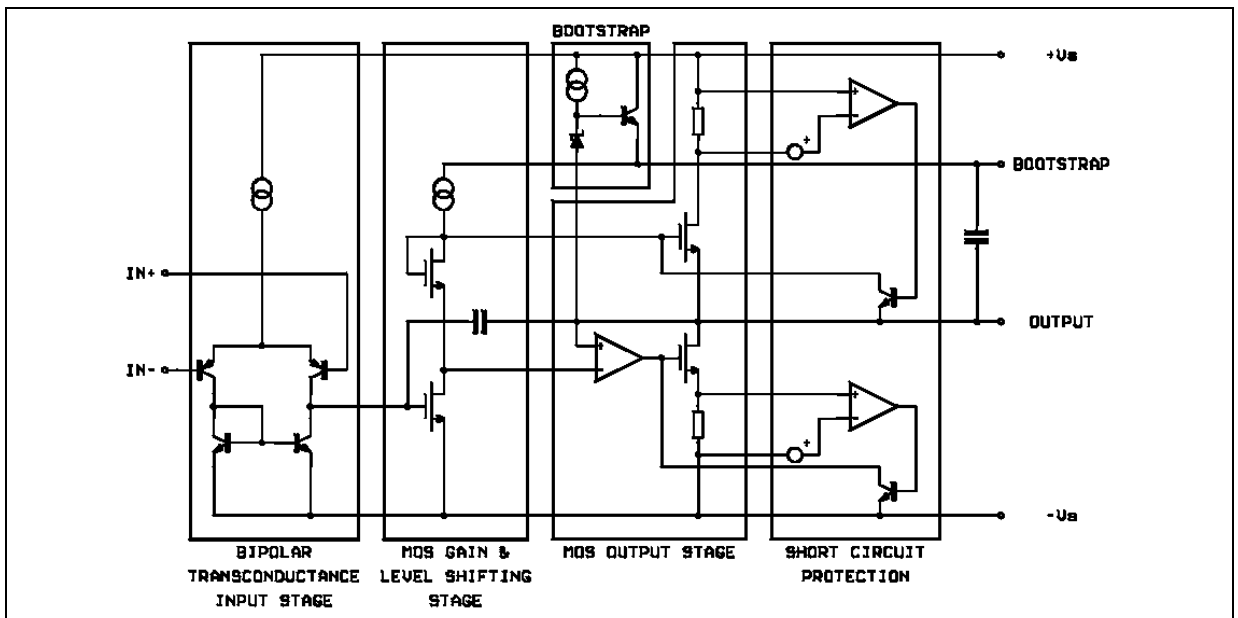 BOOTSTRAP
+Vs
+
-
+
BOOTSTRAP
IN+
OUTPUT
IN-
+
-
+
-
+
-Vs
BIPOLAR
TRANSCONDUCTANCE
INPUT STAGE
MOS GAIN &
LEVEL SHIFTING
STAGE
MOS OUTPUT STAGE
SHORT CIRCUIT
PROTECTION